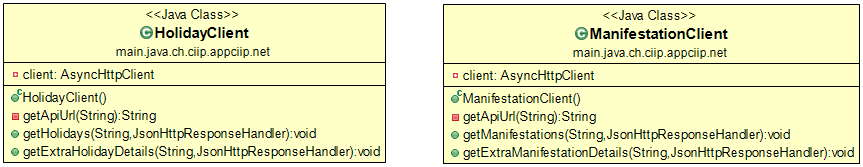 <<Java Class>>
HolidayClient
main.java.ch.ciip.appciip.net
client: AsyncHttpClient
HolidayClient()
getApiUrl(String):String
getHolidays(String,JsonHttpResponseHandler):void
getExtraHolidayDetails(String,JsonHttpResponseHandler):void
<<Java Class>>
ManifestationClient
main.java.ch.ciip.appciip.net
client: AsyncHttpClient
ManifestationClient()
getApiUrl(String):String
getManifestations(String,JsonHttpResponseHandler):void
getExtraManifestationDetails(String,JsonHttpResponseHandler):void